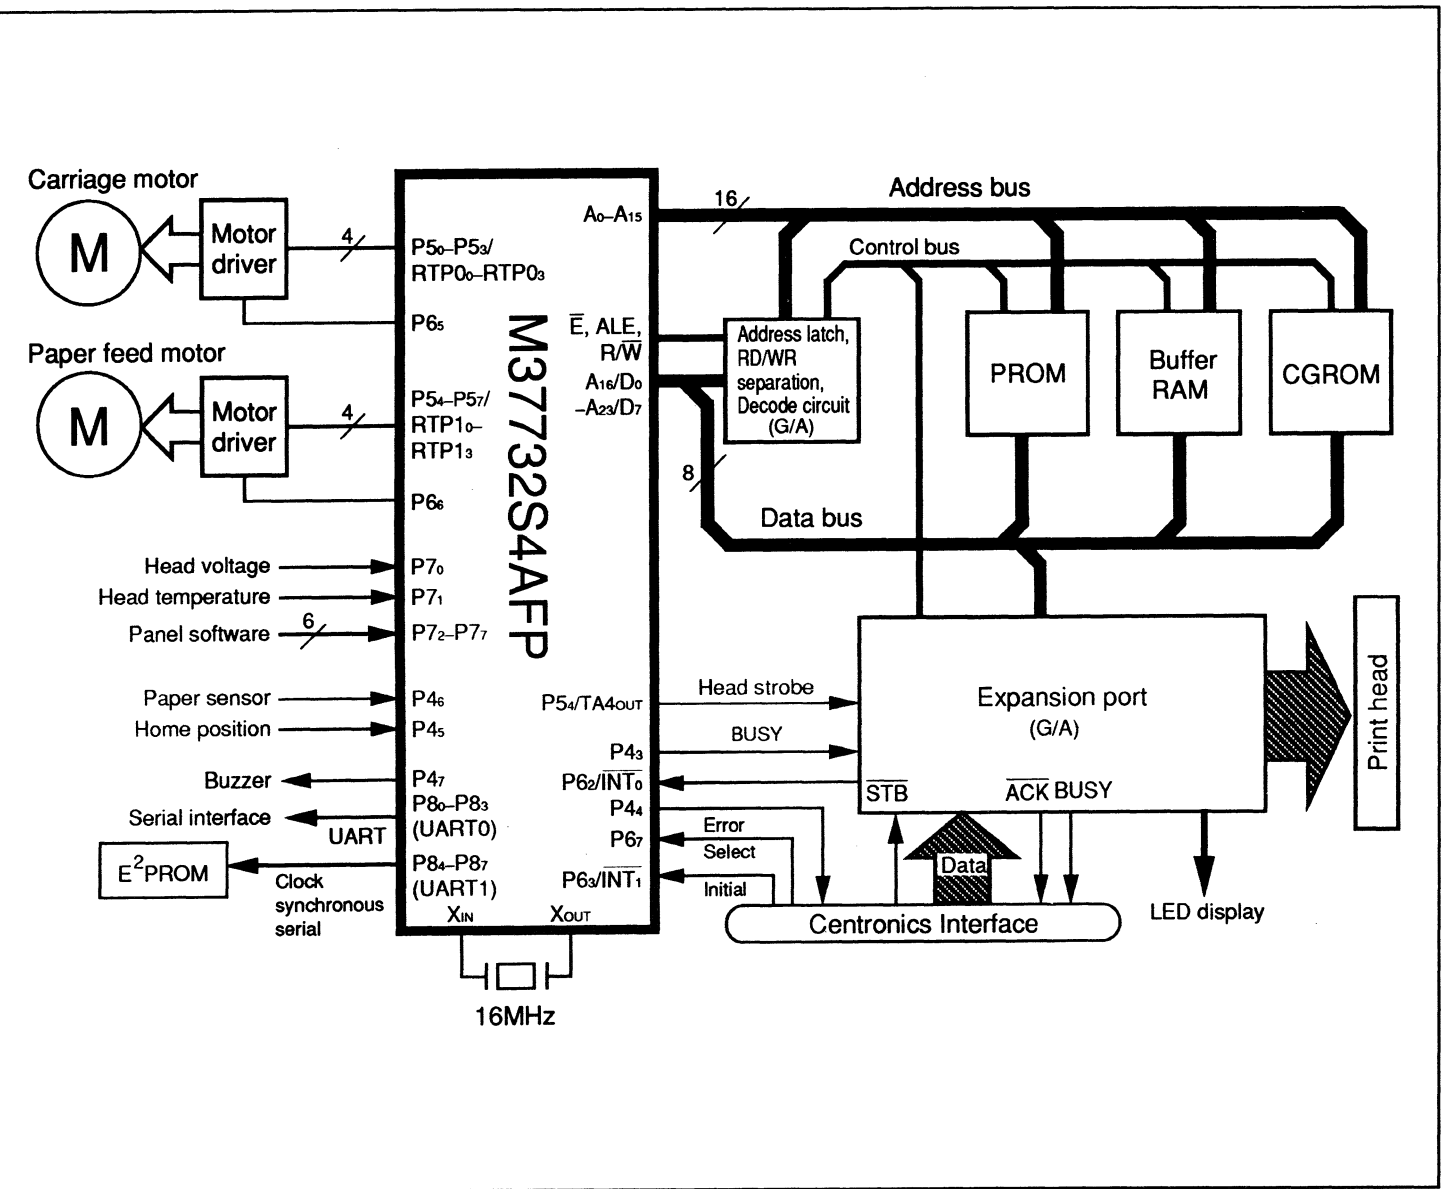 Carriage motor
M
Motor
driver
4
P5₀–P5₃/
RTP0₀–RTP0₃
P6₅
Paper feed motor
M
Motor
driver
4
P5₄–P5₇/
RTP1₀–
RTP1₃
P6₆
Head voltage
P7₀
Head temperature
P7₁
Panel software
6
P7₂–P7₇
Paper sensor
P4₆
Home position
P4₅
Buzzer
P4₇
Serial interface
UART
P8₀–P8₃
(UART0)
E²PROM
Clock
synchronous
serial
P8₄–P8₇
(UART1)
XIN
XOUT
16MHz
M37732S4AFP
A₀–A₁₅
16
Address bus
Control bus
E̅, ALE,
R/W̅
A₁₆/D₀
–A₂₃/D₇
Address latch,
RD/WR
separation,
Decode circuit
(G/A)
PROM
Buffer
RAM
CGROM
8
Data bus
P5₄/TA4OUT
Head strobe
P4₃
BUSY
P6₂/I̅N̅T̅₀
P4₄
P6₇
Error
Select
P6₃/I̅N̅T̅₁
Initial
Expansion port
(G/A)
S̅T̅B̅
A̅C̅K̅ BUSY
Data
Centronics Interface
LED display
Print head